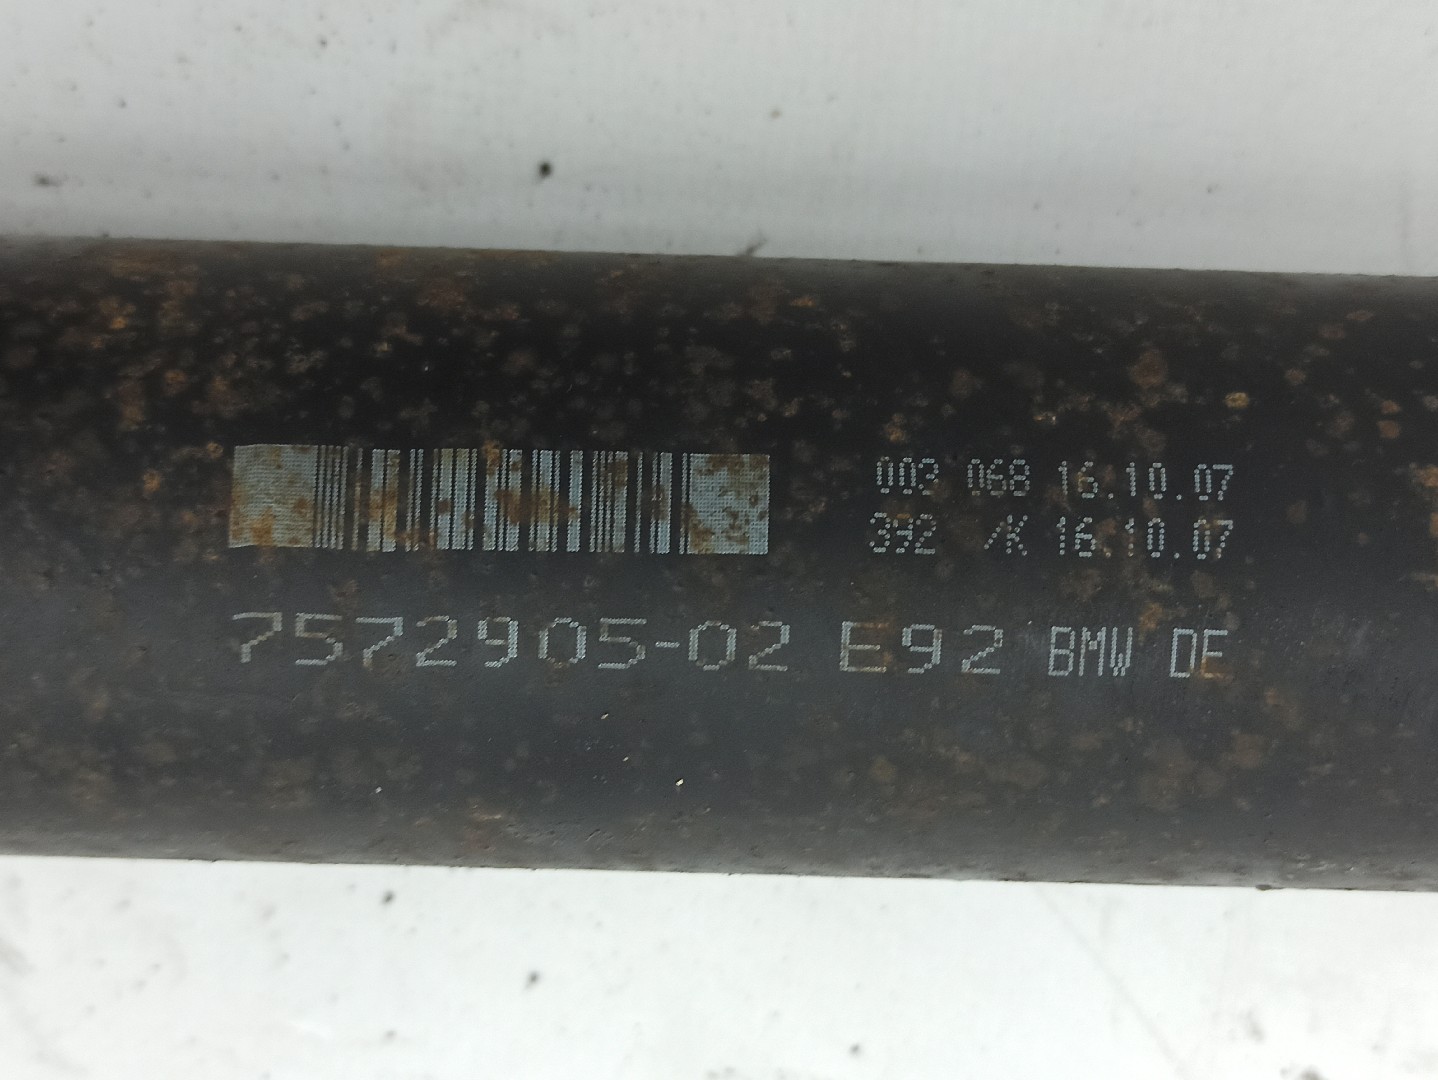 003 068 16.10.07
392 /K 16.10.07
7572905-02 E92 BMW DE